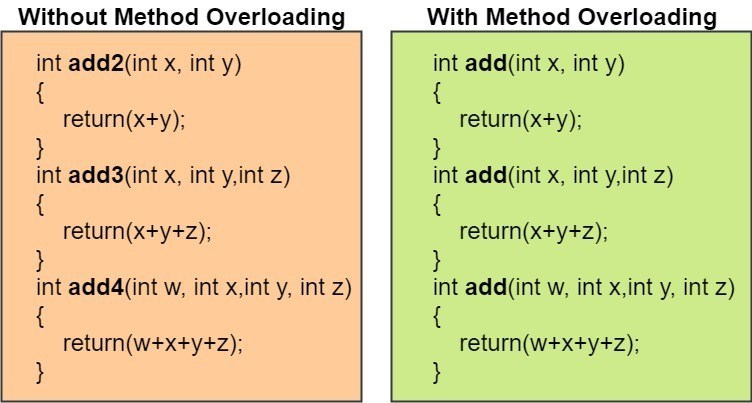 Without Method Overloading
int add2(int x, int y)
{
return(x+y);
}
int add3(int x, int y,int z)
{
return(x+y+z);
}
int add4(int w, int x,int y, int z)
{
return(w+x+y+z);
}
With Method Overloading
int add(int x, int y)
{
return(x+y);
}
int add(int x, int y,int z)
{
return(x+y+z);
}
int add(int w, int x,int y, int z)
{
return(w+x+y+z);
}